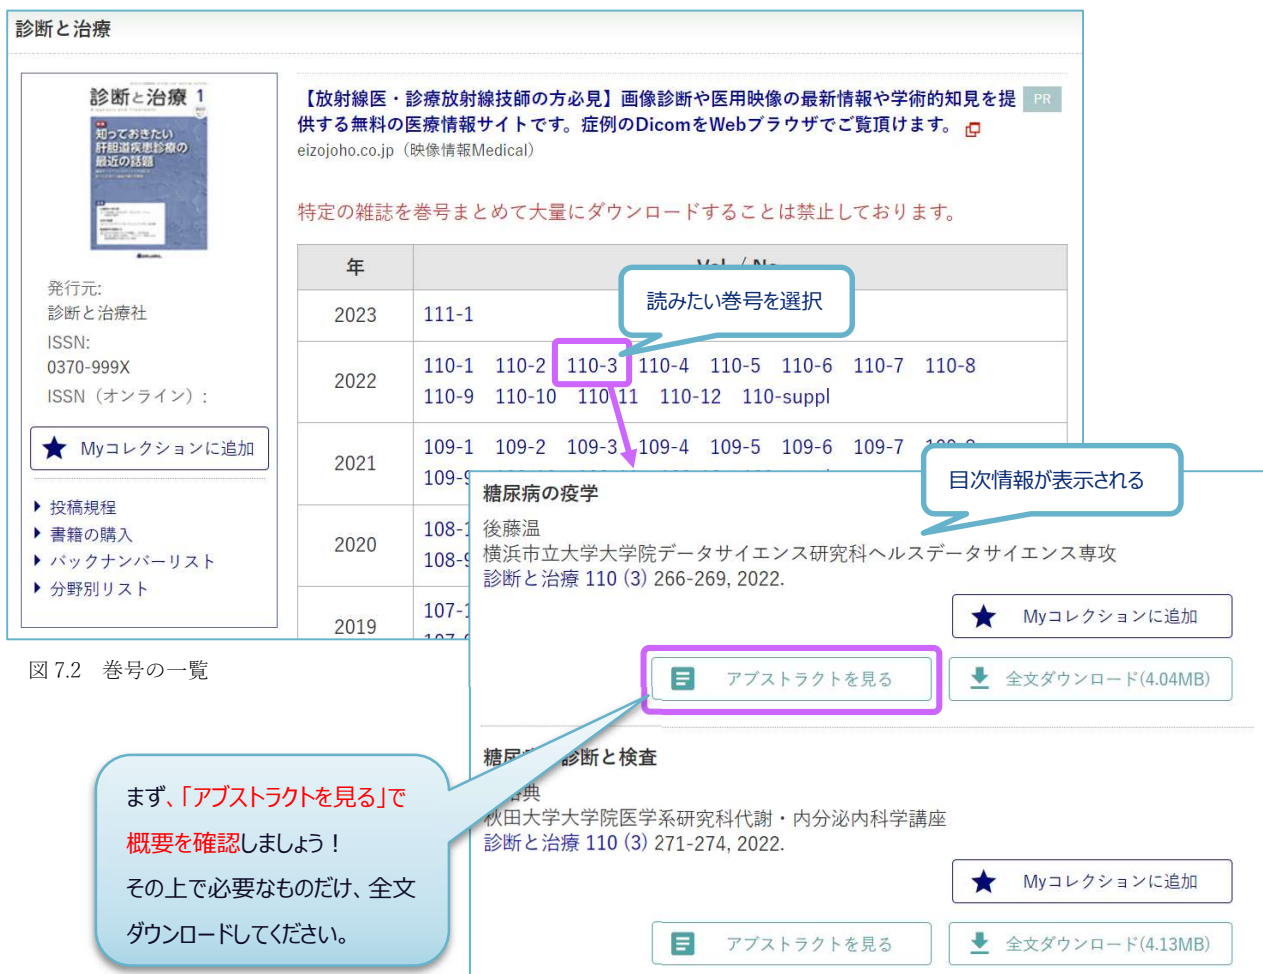 診断と治療
診断と治療 1
知っておきたい
肝胆道疾患診療の
最近の話題
発行元:
診断と治療社
ISSN:
0370-999X
ISSN（オンライン）:
Myコレクションに追加
投稿規程
書籍の購入
バックナンバーリスト
分野別リスト
【放射線医・診療放射線技師の方必見】画像診断や医用映像の最新情報や学術的知見を提
供する無料の医療情報サイトです。症例のDicomをWebブラウザでご覧頂けます。
PR
eizojoho.co.jp（映像情報Medical）
特定の雑誌を巻号まとめて大量にダウンロードすることは禁止しております。
年
読みたい巻号を選択
2023 111-1
2022 110-1 110-2 110-3 110-4 110-5 110-6 110-7 110-8
110-9 110-10 110-11 110-12 110-suppl
2021 109-1 109-2 109-3 109-4 109-5 109-6 109-7
2020
2019
目次情報が表示される
糖尿病の疫学
後藤温
横浜市立大学大学院データサイエンス研究科ヘルスデータサイエンス専攻
診断と治療 110 (3) 266-269, 2022.
Myコレクションに追加
アブストラクトを見る 全文ダウンロード(4.04MB)
図 7.2 巻号の一覧
診断と検査
秋田大学大学院医学系研究科代謝・内分泌内科学講座
診断と治療 110 (3) 271-274, 2022.
Myコレクションに追加
アブストラクトを見る 全文ダウンロード(4.13MB)
まず、「アブストラクトを見る」で
概要を確認しましょう！
その上で必要なものだけ、全文
ダウンロードしてください。